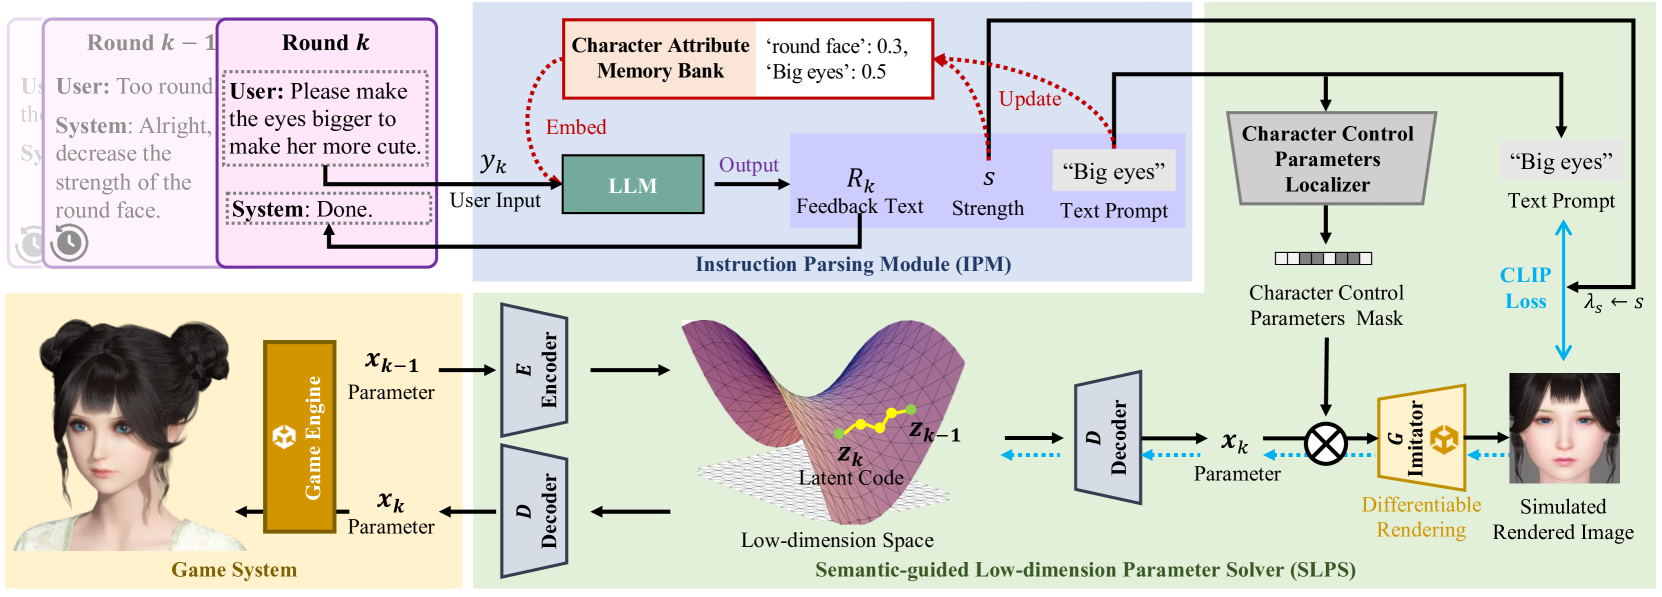 Round k − 1
Us
the
Sy
User: Too round.
System: Alright,
decrease the
strength of the
round face.
Round k
User: Please make
the eyes bigger to
make her more cute.
System: Done.
y_k
User Input
Character Attribute
Memory Bank
‘round face’: 0.3,
‘Big eyes’: 0.5
Embed
Update
LLM
Output
R_k
Feedback Text
s
Strength
“Big eyes”
Text Prompt
Instruction Parsing Module (IPM)
Character Control
Parameters
Localizer
Character Control
Parameters Mask
“Big eyes”
Text Prompt
CLIP
Loss
λ_s ← s
Game Engine
x_{k−1}
Parameter
x_k
Parameter
Game System
E
Encoder
D
Decoder
z_{k−1}
z_k
Latent Code
Low-dimension Space
D
Decoder
x_k
Parameter
G
Imitator
Differentiable
Rendering
Simulated
Rendered Image
Semantic-guided Low-dimension Parameter Solver (SLPS)